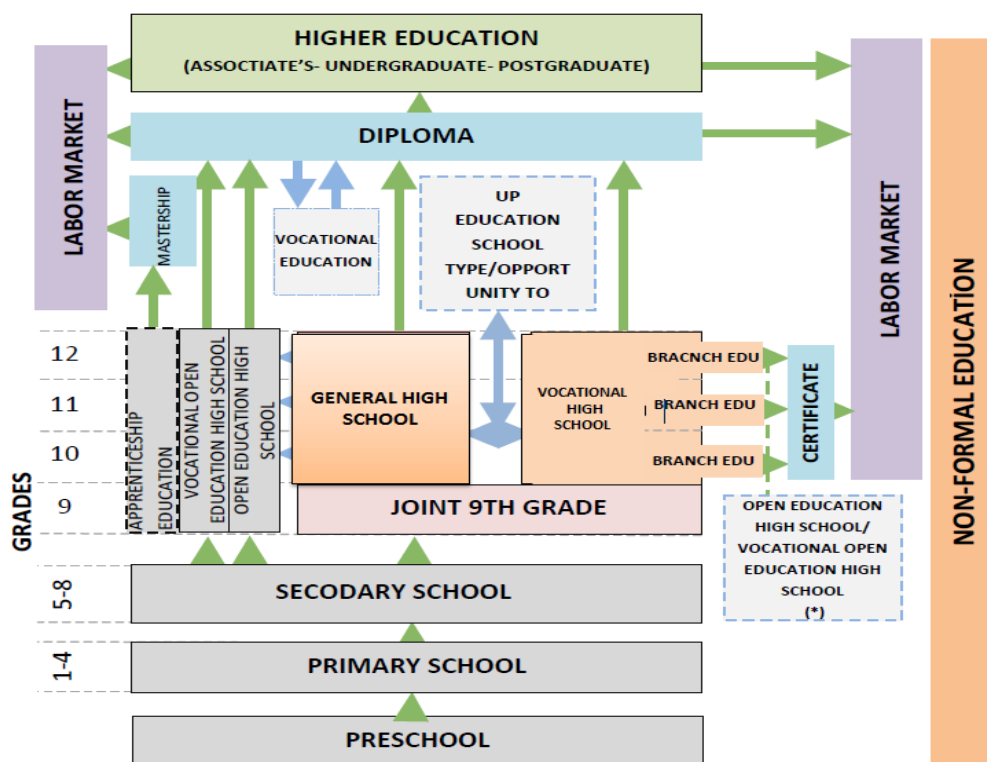 HIGHER EDUCATION
(ASSOCTIATE'S- UNDERGRADUATE- POSTGRADUATE)
LABOR MARKET
DIPLOMA
MASTERSHIP
VOCATIONAL
EDUCATION
UP
EDUCATION
SCHOOL
TYPE/OPPORT
UNITY TO
LABOR MARKET
NON-FORMAL EDUCATİON
GRADES
12
11
10
9
5-8
1-4
APPRENTICESHIP
EDUCATION
VOCATIONAL OPEN
EDUCATION HIGH SCHOOL
OPEN EDUCATION HIGH
SCHOOL
GENERAL HIGH
SCHOOL
VOCATIONAL
HIGH
SCHOOL
BRACNCH EDU
BRANCH EDU
BRANCH EDU
CERTIFICATE
JOINT 9TH GRADE
OPEN EDUCATION
HIGH SCHOOL/
VOCATIONAL OPEN
EDUCATION HIGH
SCHOOL
(*)
SECODARY SCHOOL
PRIMARY SCHOOL
PRESCHOOL